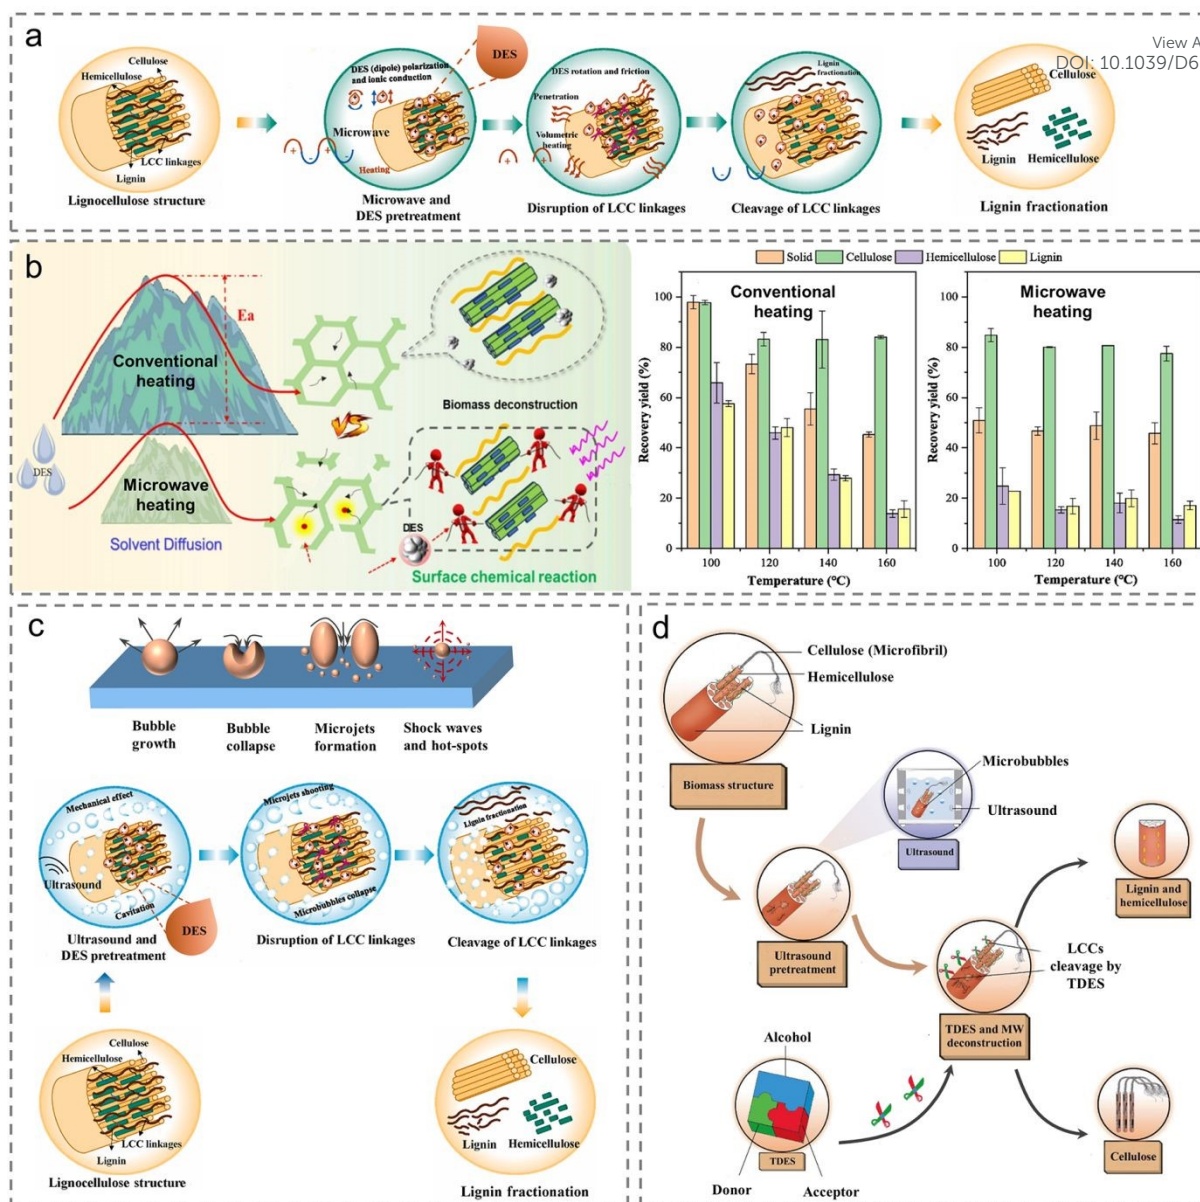 a
View A
DOI: 10.1039/D6
Cellulose
Hemicellulose
LCC linkages
Lignin
Lignocellulose structure
DES (dipole) polarization
and ionic conduction
DES
Microwave
Heating
Microwave and
DES pretreatment
DES rotation and friction
Penetration
Volumetric
heating
Disruption of LCC linkages
Lignin
fractionation
Cleavage of LCC linkages
Cellulose
Lignin
Hemicellulose
Lignin fractionation
b
Ea
Conventional
heating
DES
Microwave
heating
Solvent Diffusion
VS
Biomass deconstruction
DES
Surface chemical reaction
Solid Cellulose Hemicellulose Lignin
Conventional
heating
Recovery yield (%)
100
80
60
40
20
0
100 120 140 160
Temperature (°C)
Microwave
heating
Recovery yield (%)
100
80
60
40
20
0
100 120 140 160
Temperature (°C)
c
Bubble
growth
Bubble
collapse
Microjets
formation
Shock waves
and hot-spots
Mechanical effect
Ultrasound
Cavitation
DES
Ultrasound and
DES pretreatment
Microjets shooting
Microbubbles collapse
Disruption of LCC linkages
Lignin fractionation
Cleavage of LCC linkages
Cellulose
Hemicellulose
LCC linkages
Lignin
Lignocellulose structure
Cellulose
Lignin
Hemicellulose
Lignin fractionation
d
Cellulose (Microfibril)
Hemicellulose
Lignin
Biomass structure
Microbubbles
Ultrasound
Ultrasound
Ultrasound
pretreatment
Lignin and
hemicellulose
LCCs
cleavage by
TDES
TDES and MW
deconstruction
Alcohol
TDES
Donor
Acceptor
Cellulose